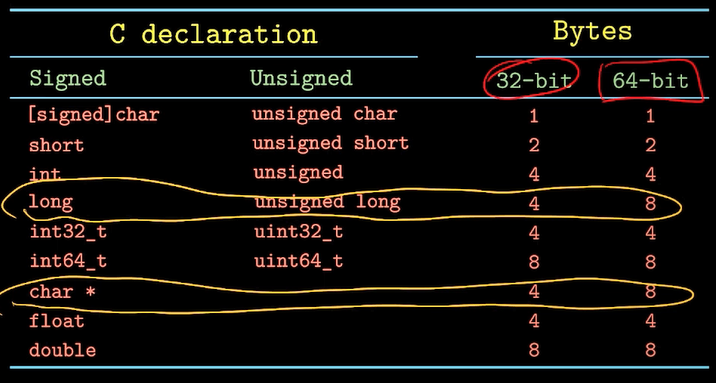 C declaration Bytes
Signed Unsigned 32-bit 64-bit
[signed]char unsigned char 1 1
short unsigned short 2 2
int unsigned 4 4
long unsigned long 4 8
int32_t uint32_t 4 4
int64_t uint64_t 8 8
char * 4 8
float 4 4
double 8 8